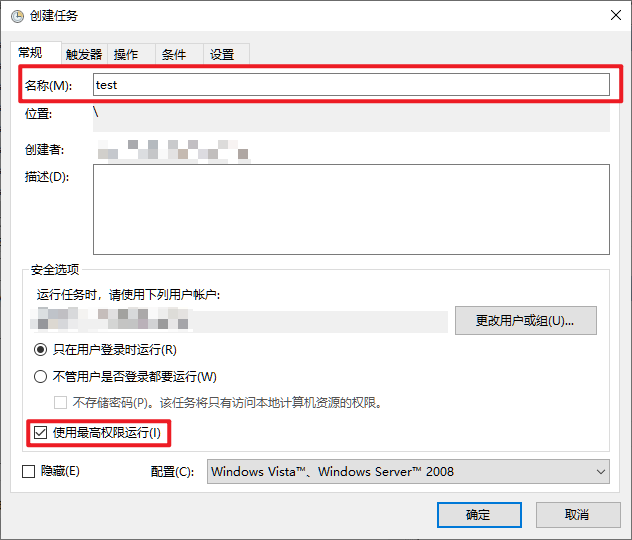 创建任务
常规 触发器 操作 条件 设置
名称(M): test
位置: \
创建者:
描述(D):
安全选项
运行任务时，请使用下列用户帐户:
更改用户或组(U)...
只在用户登录时运行(R)
不管用户是否登录都要运行(W)
不存储密码(P)。该任务将只有访问本地计算机资源的权限。
使用最高权限运行(I)
隐藏(E) 配置(C): Windows Vista™、Windows Server™ 2008
确定 取消